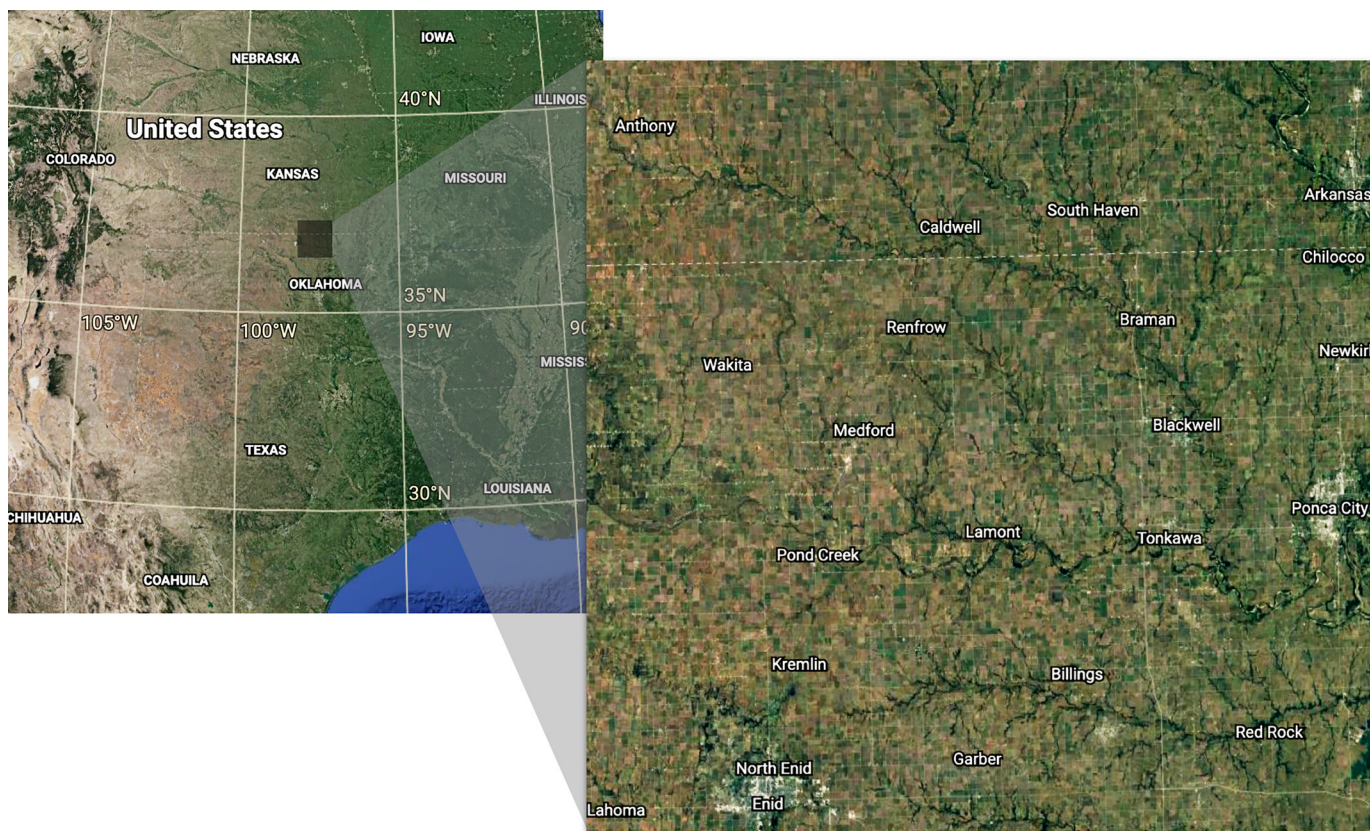 IOWA
NEBRASKA
40°N
ILLINOIS
United States
COLORADO
KANSAS
MISSOURI
OKLAHOMA
35°N
105°W
100°W
95°W
90
MISSIS
TEXAS
LOUISIANA
30°N
CHIHUAHUA
COAHUILA
Anthony
Arkansas
South Haven
Caldwell
Chilocco
Braman
Renfrow
Newkir
Wakita
Blackwell
Medford
Ponca City
Lamont
Tonkawa
Pond Creek
Kremlin
Billings
Red Rock
Garber
North Enid
Enid
Lahoma